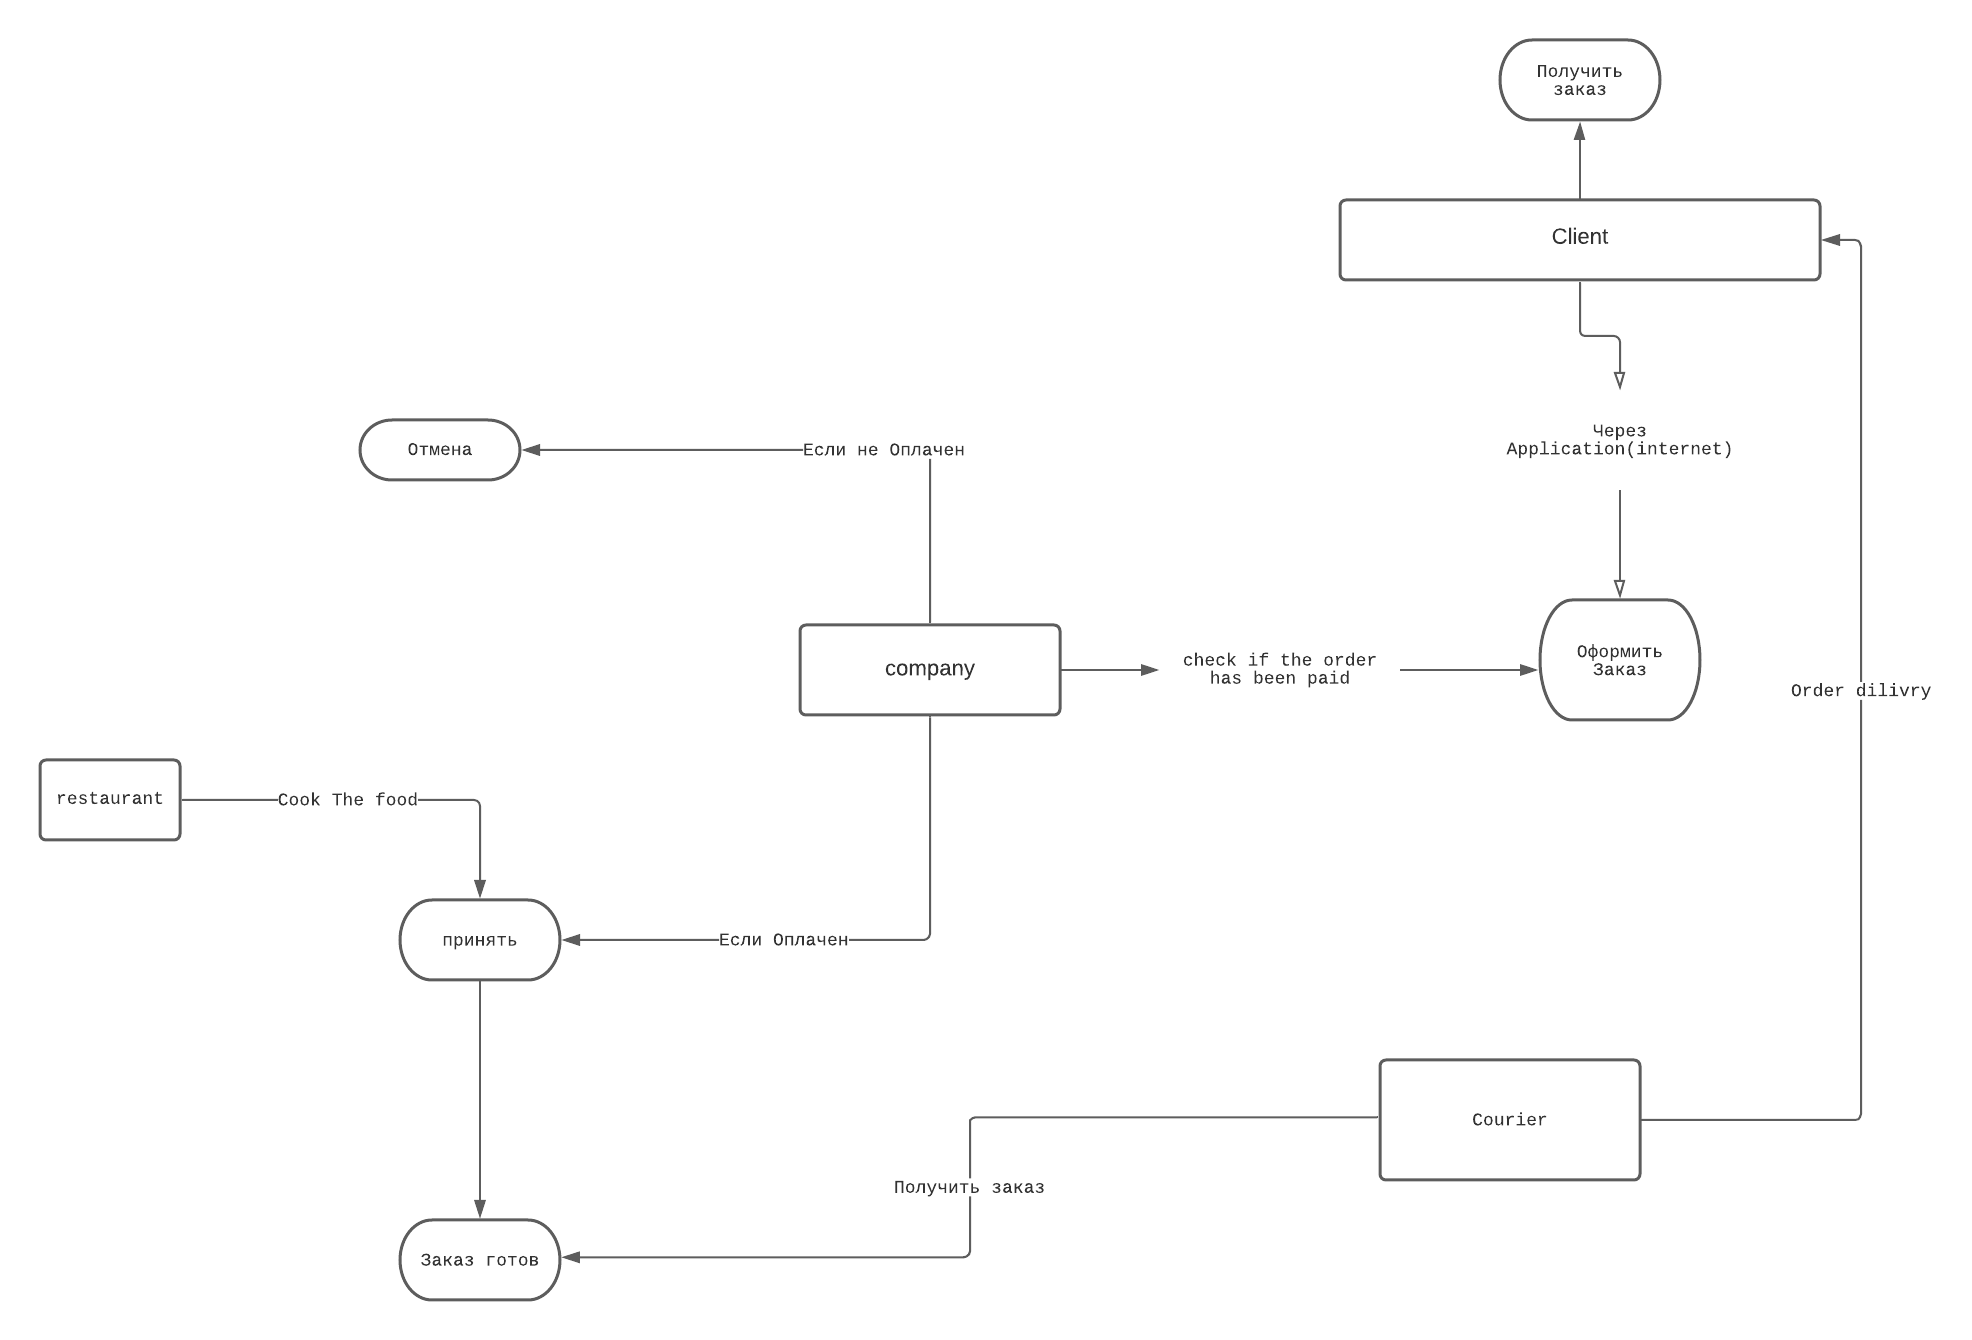 Получить
заказ
Client
Через
Application(internet)
Отмена
Если не Оплачен
company
check if the order
has been paid
Оформить
Заказ
Order dilivry
restaurant
Cook The food
принять
Если Оплачен
Courier
Получить заказ
Заказ готов